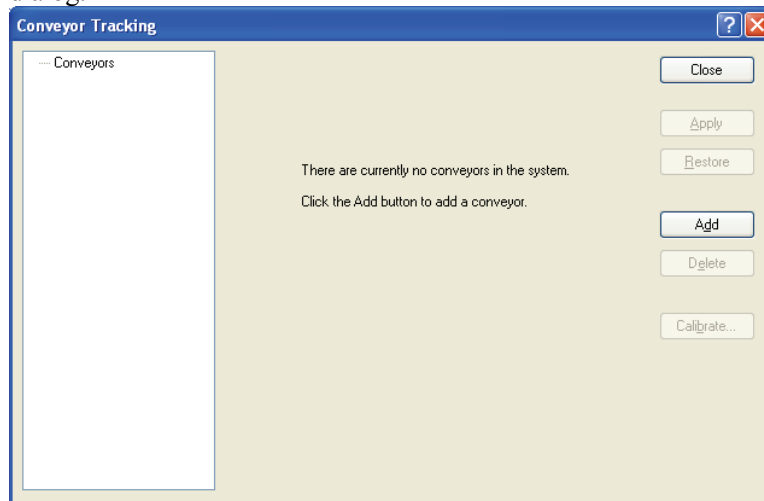 Conveyor Tracking
Conveyors
Close
Apply
Restore
There are currently no conveyors in the system.
Click the Add button to add a conveyor.
Add
Delete
Calibrate...